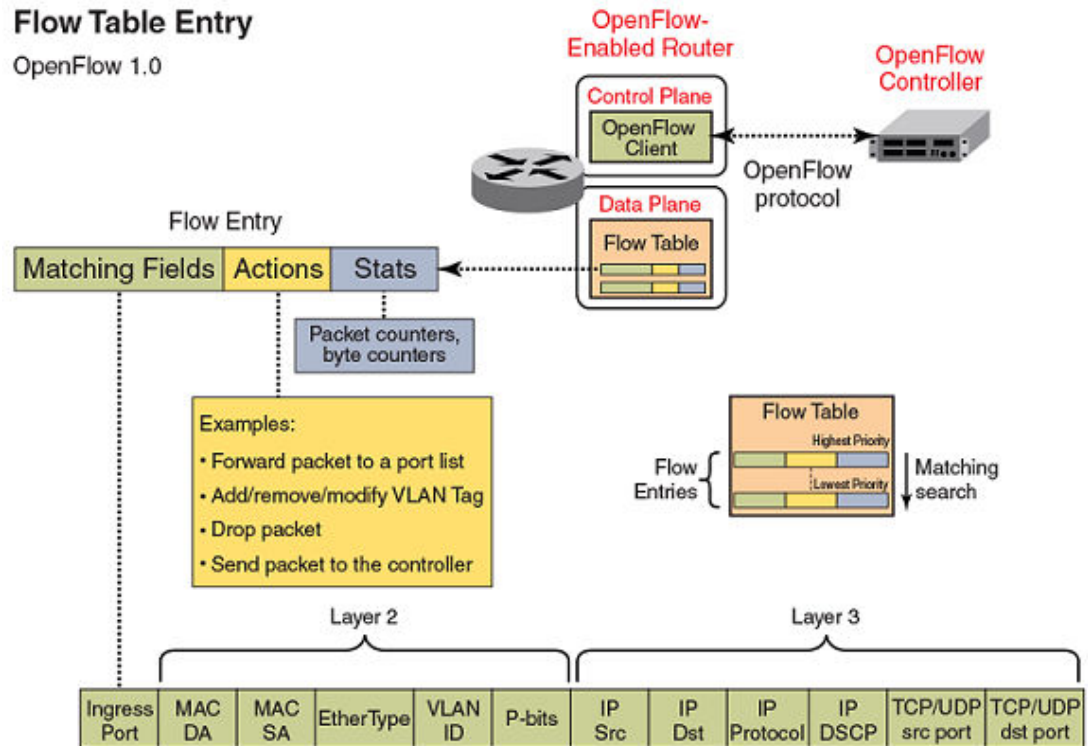 Flow Table Entry
OpenFlow 1.0
OpenFlow-
Enabled Router
OpenFlow
Controller
Control Plane
OpenFlow
Client
OpenFlow
protocol
Data Plane
Flow Table
Flow Entry
Matching Fields
Actions
Stats
Packet counters,
byte counters
Examples:
• Forward packet to a port list
• Add/remove/modify VLAN Tag
• Drop packet
• Send packet to the controller
Flow Table
Highest Priority
Flow
Entries
Lowest Priority
Matching
search
Layer 2
Layer 3
Ingress
Port
MAC
DA
MAC
SA
EtherType
VLAN
ID
P-bits
IP
Src
IP
Dst
IP
Protocol
IP
DSCP
TCP/UDP
src port
TCP/UDP
dst port